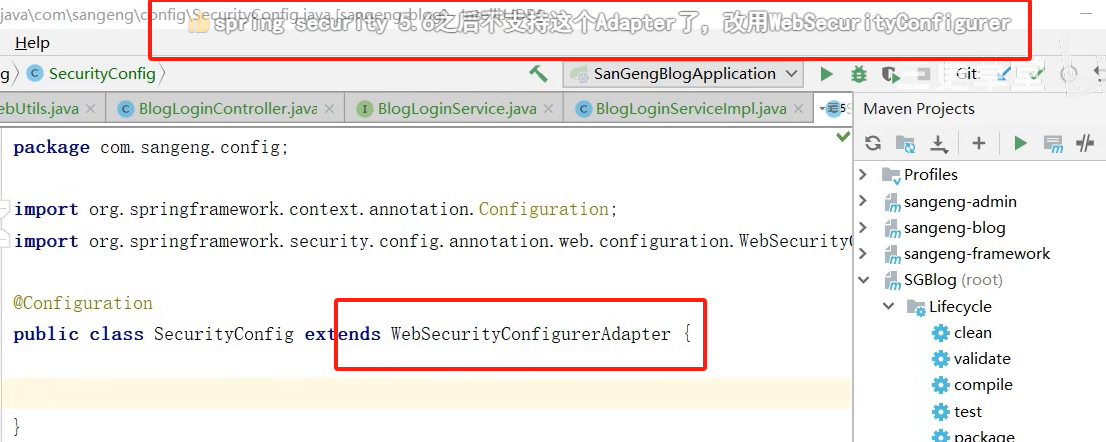 java\com\sangeng\config\SecurityConfig.java [sangeng-blog]
spring security 5.8之后不支持这个Adapter了，改用WebSecurityConfigurer
Help
g
SecurityConfig
SanGengBlogApplication
Git:
ebUtils.java
BlogLoginController.java
BlogLoginService.java
BlogLoginServiceImpl.java
Maven Projects
package com.sangeng.config;
import org.springframework.context.annotation.Configuration;
import org.springframework.security.config.annotation.web.configuration.WebSecurityC
@Configuration
public class SecurityConfig extends WebSecurityConfigurerAdapter {
}
Profiles
sangeng-admin
sangeng-blog
sangeng-framework
SGBlog (root)
Lifecycle
clean
validate
compile
test
package